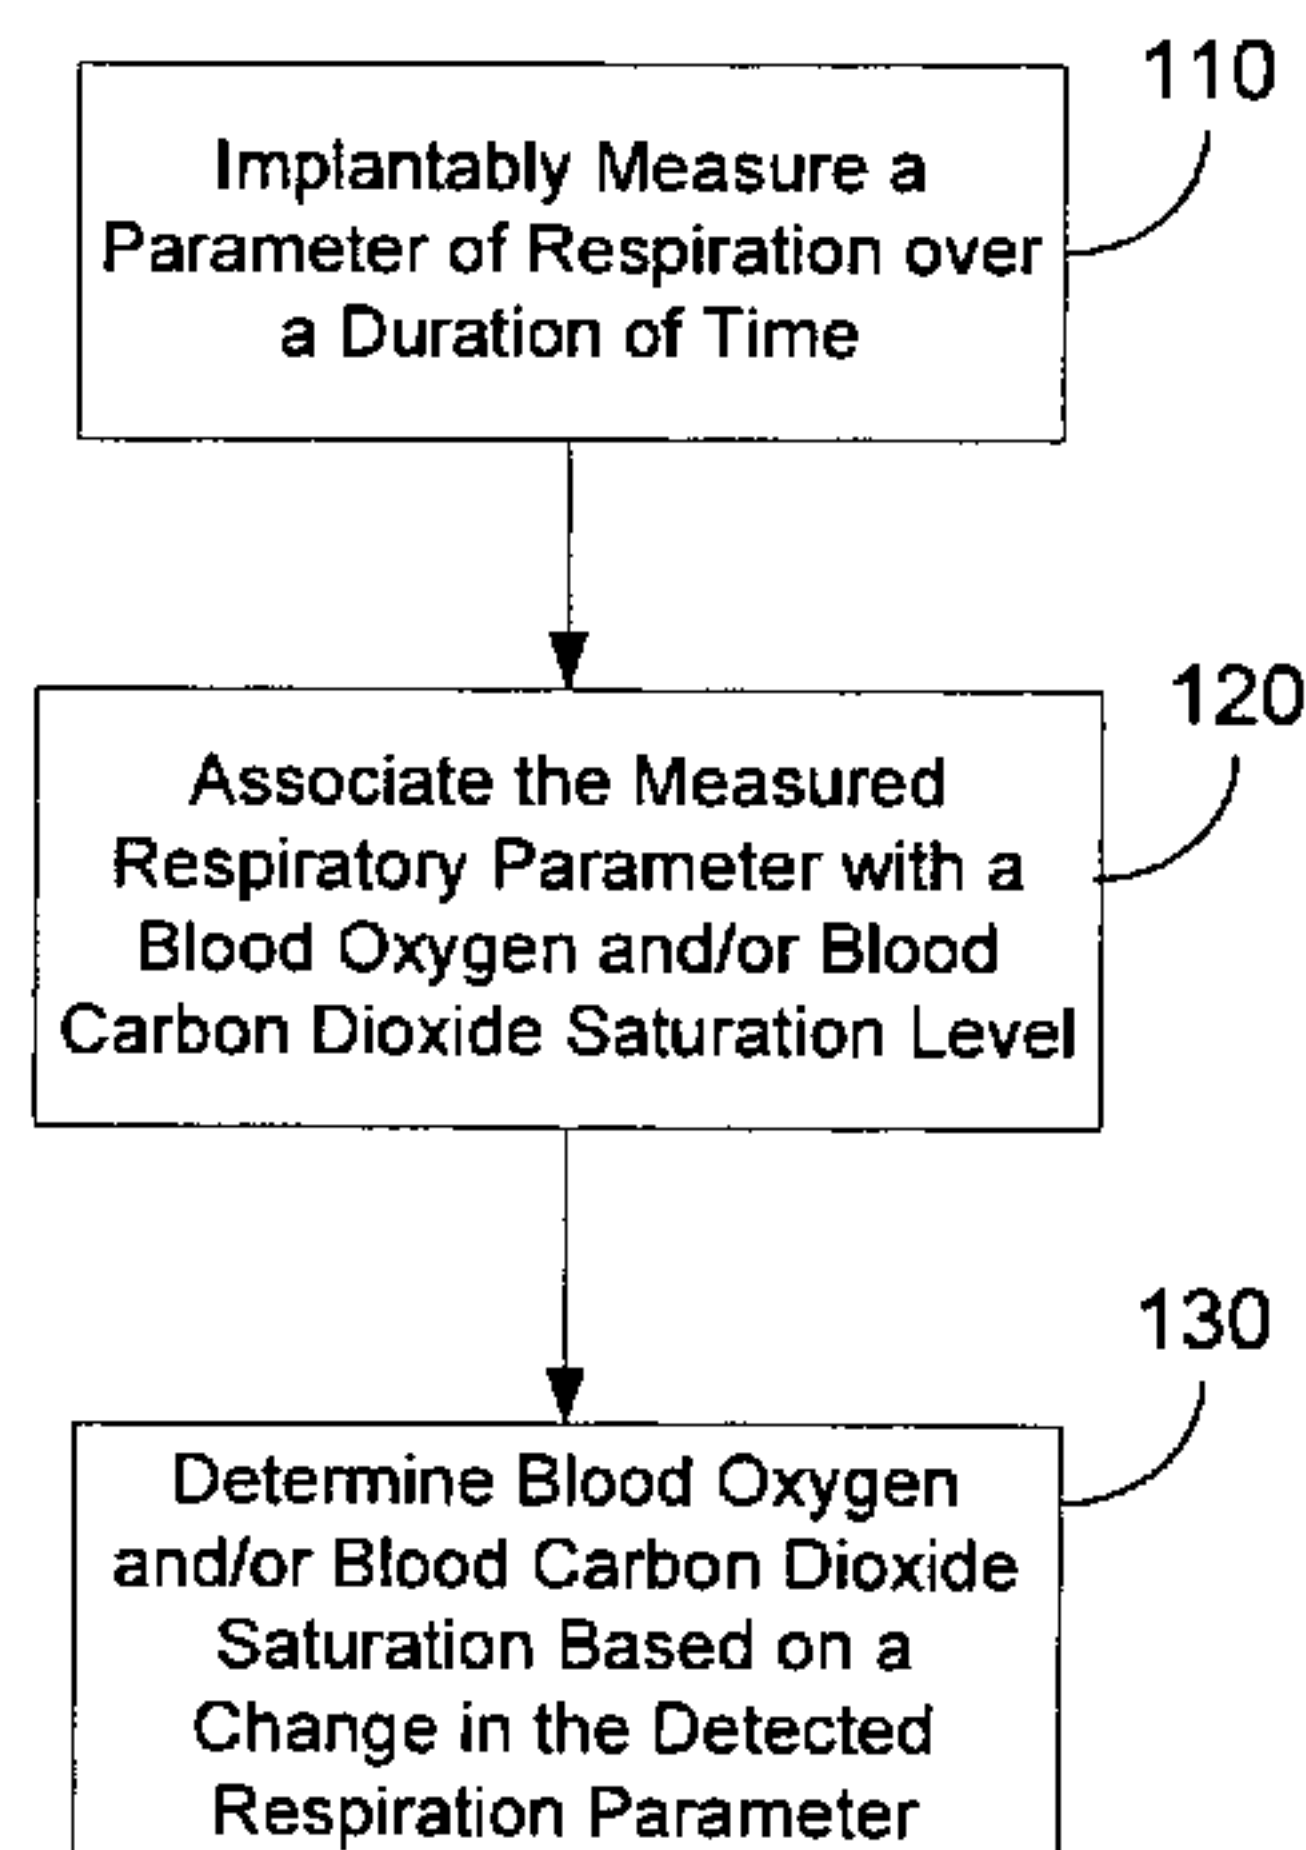 110
Implantably Measure a
Parameter of Respiration over
a Duration of Time
120
Associate the Measured
Respiratory Parameter with a
Blood Oxygen and/or Blood
Carbon Dioxide Saturation Level
130
Determine Blood Oxygen
and/or Blood Carbon Dioxide
Saturation Based on a
Change in the Detected
Respiration Parameter